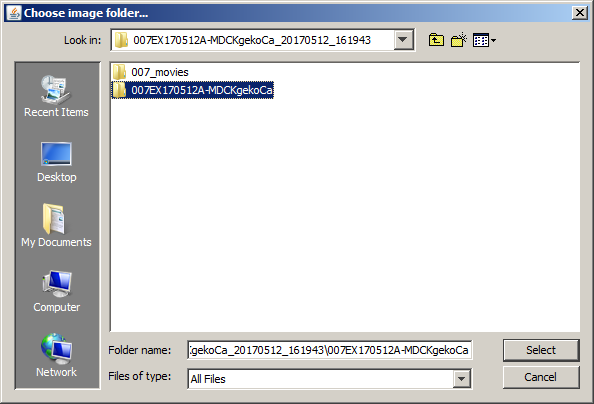 Choose image folder...
Look in: 007EX170512A-MDCKgekoCa_20170512_161943
007_movies
007EX170512A-MDCKgekoCa
Recent Items
Desktop
My Documents
Computer
Network
Folder name: gekoCa_20170512_161943\007EX170512A-MDCKgekoCa
Select
Files of type: All Files
Cancel